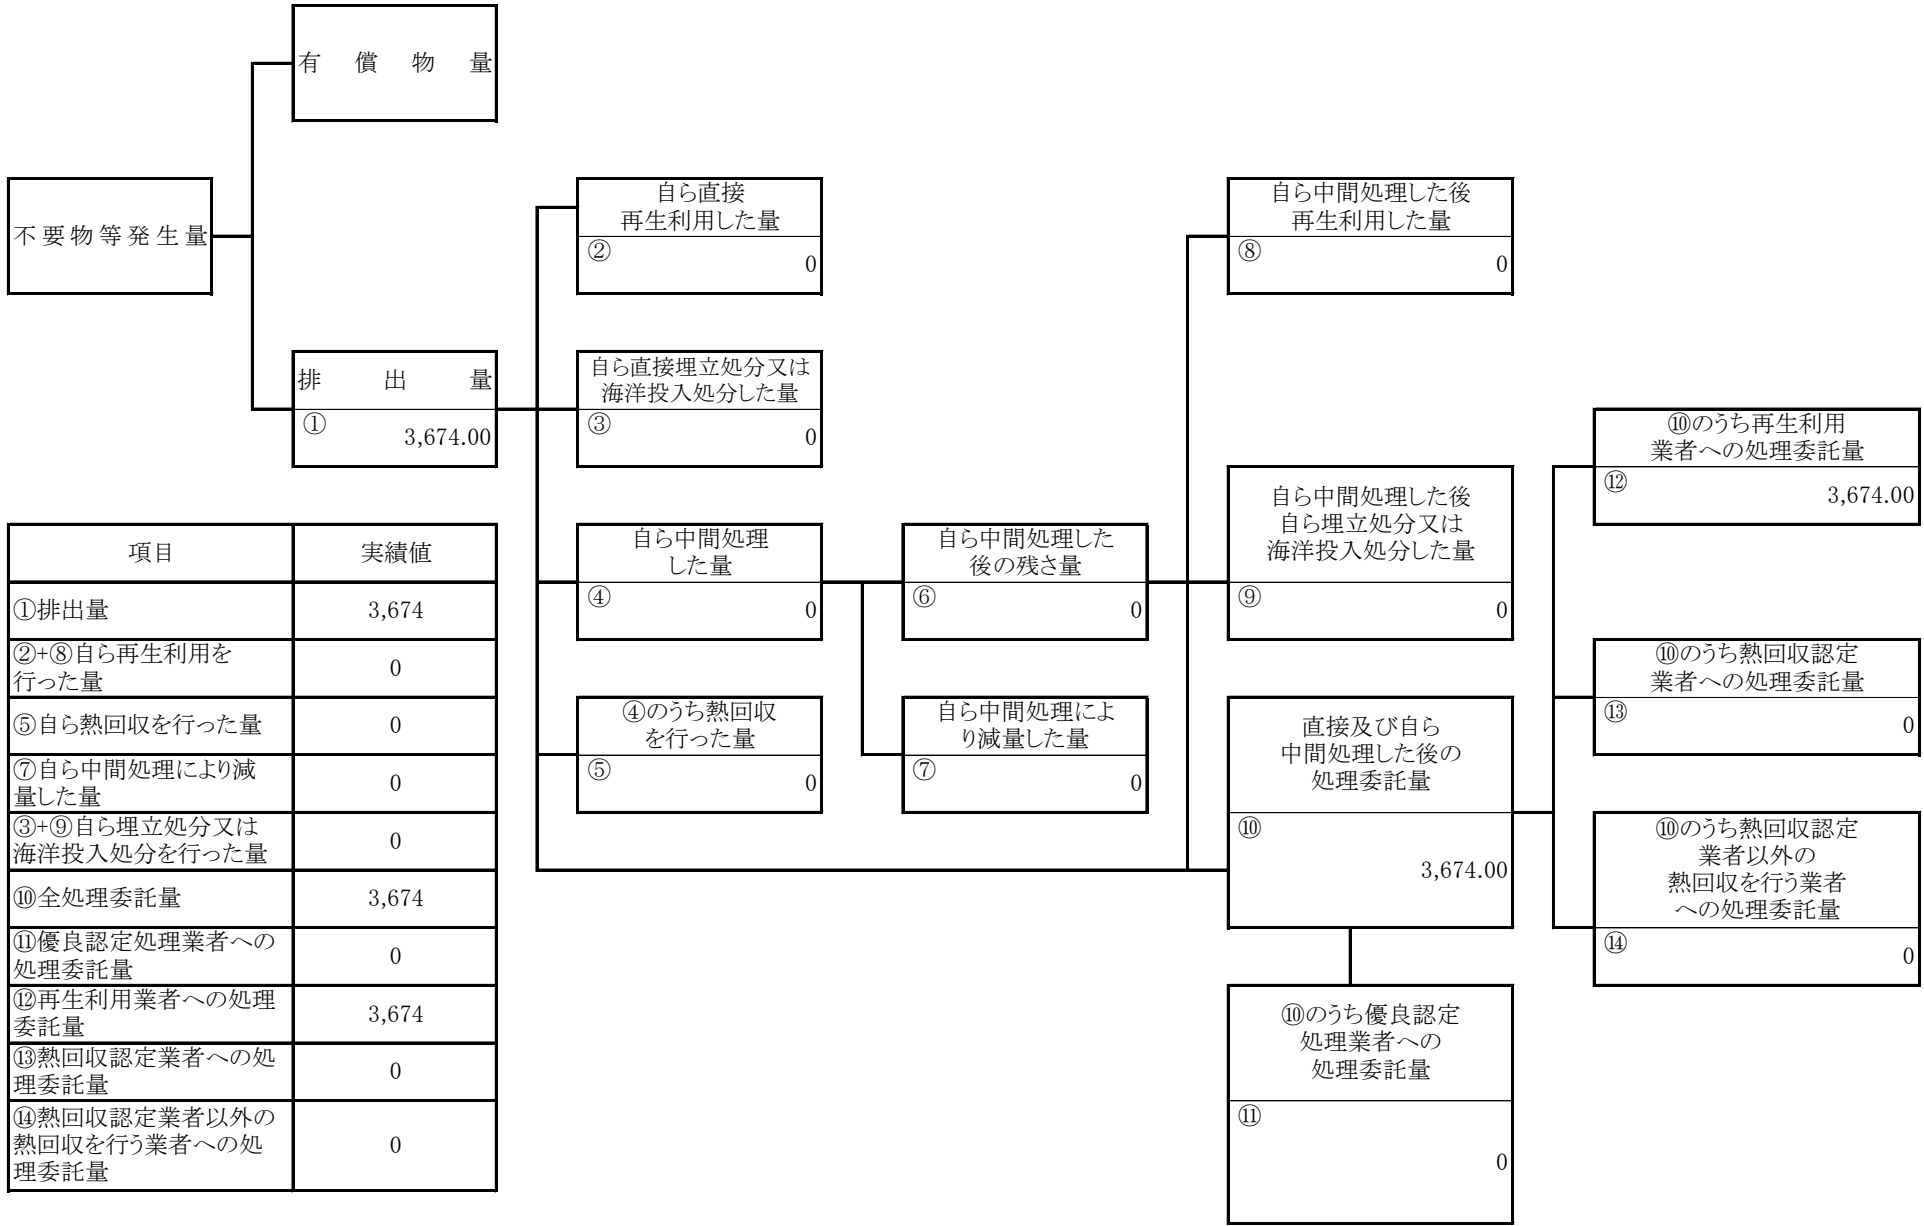 有償物量
不要物等発生量
排出量
①
3,674.00
自ら直接
再生利用した量
②
0
自ら直接埋立処分又は
海洋投入処分した量
③
0
自ら中間処理
した量
④
0
④のうち熱回収
を行った量
⑤
0
自ら中間処理した
後の残さ量
⑥
0
自ら中間処理によ
り減量した量
⑦
0
自ら中間処理した後
再生利用した量
⑧
0
自ら中間処理した後
自ら埋立処分又は
海洋投入処分した量
⑨
0
直接及び自ら
中間処理した後の
処理委託量
⑩
3,674.00
⑩のうち優良認定
処理業者への
処理委託量
⑪
0
⑩のうち再生利用
業者への処理委託量
⑫
3,674.00
⑩のうち熱回収認定
業者への処理委託量
⑬
0
⑩のうち熱回収認定
業者以外の
熱回収を行う業者
への処理委託量
⑭
0
項目 実績値
①排出量 3,674
②+⑧自ら再生利用を
行った量
0
⑤自ら熱回収を行った量 0
⑦自ら中間処理により減
量した量
0
③+⑨自ら埋立処分又は
海洋投入処分を行った量
0
⑩全処理委託量 3,674
⑪優良認定処理業者への
処理委託量
0
⑫再生利用業者への処理
委託量
3,674
⑬熱回収認定業者への処
理委託量
0
⑭熱回収認定業者以外の
熱回収を行う業者への処
理委託量
0